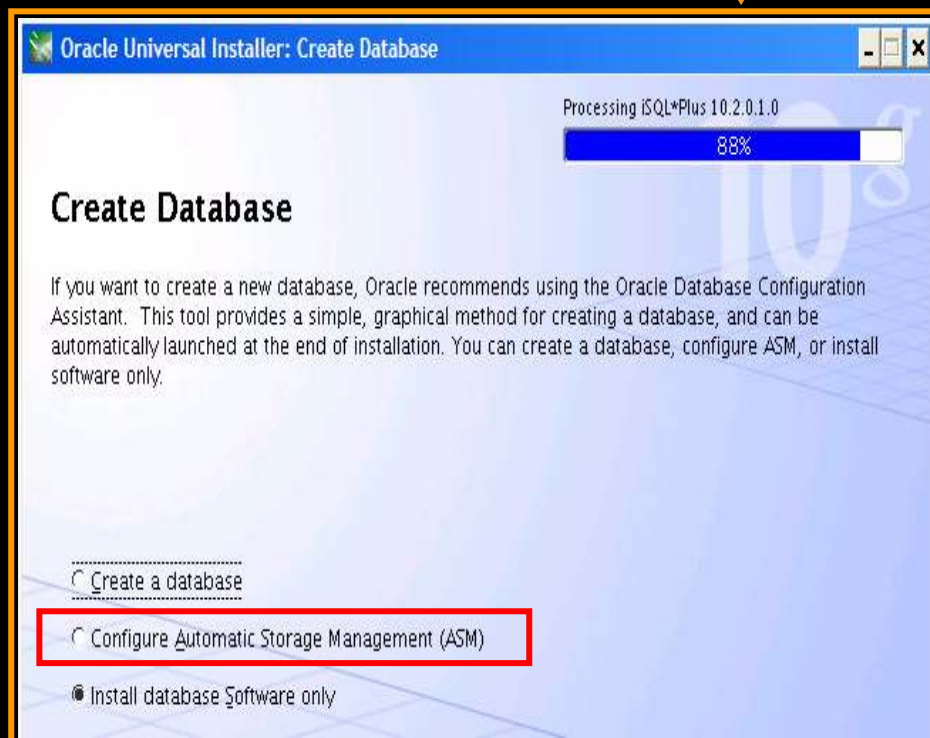 Oracle Universal Installer: Create Database
Processing iSQL*Plus 10.2.0.1.0
88%
10g
Create Database
If you want to create a new database, Oracle recommends using the Oracle Database Configuration
Assistant. This tool provides a simple, graphical method for creating a database, and can be
automatically launched at the end of installation. You can create a database, configure ASM, or install
software only.
Create a database
Configure Automatic Storage Management (ASM)
Install database Software only